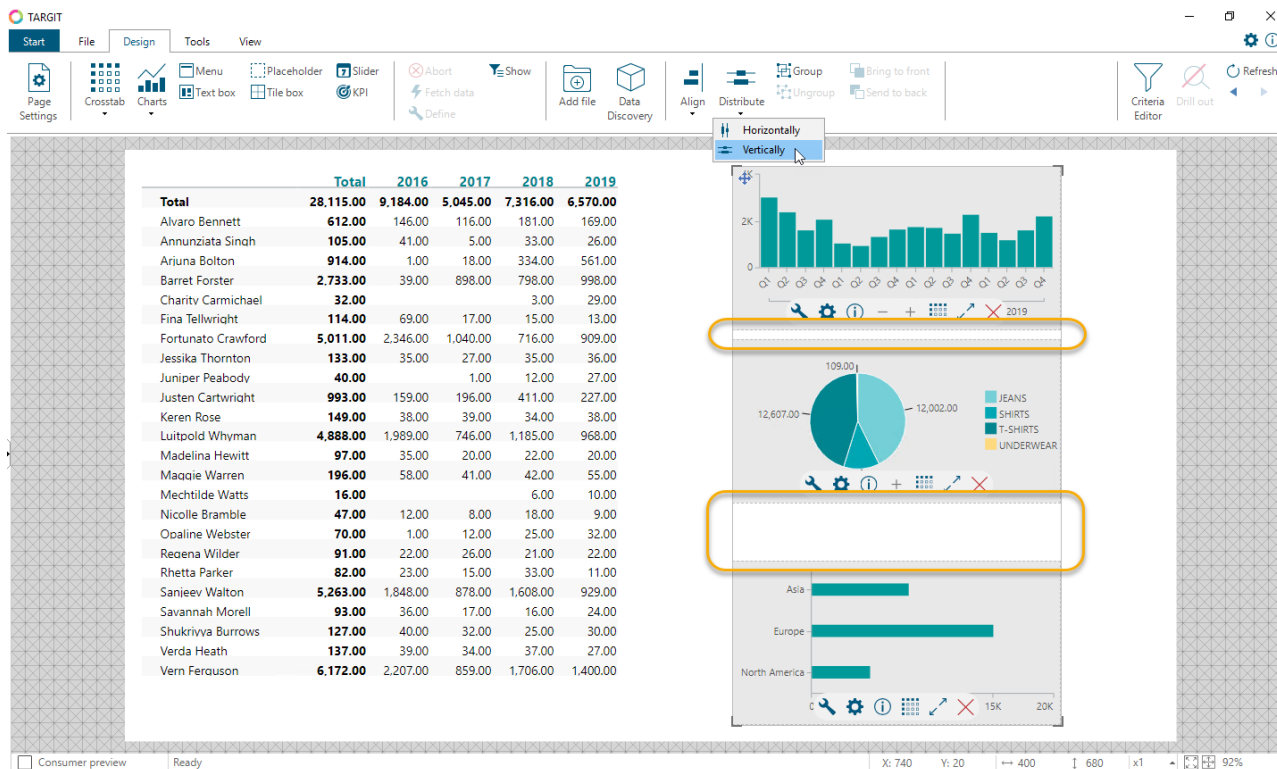 TARGIT
Start File Design Tools View
Menu Placeholder Slider Abort Show Group Bring to front Refresh
Text box Tile box KPI Fetch data Ungroup Send to back
Page Settings Crosstab Charts Define Add file Data Discovery Align Distribute Criteria Editor Drill out
Horizontally
Vertically
Total 2016 2017 2018 2019
Total 28,115.00 9,184.00 5,045.00 7,316.00 6,570.00
Alvaro Bennett 612.00 146.00 116.00 181.00 169.00
Annunziata Singh 105.00 41.00 5.00 33.00 26.00
Arjuna Bolton 914.00 1.00 18.00 334.00 561.00
Barret Forster 2,733.00 39.00 898.00 798.00 998.00
Charity Carmichael 32.00 3.00 29.00
Fina Tellwright 114.00 69.00 17.00 15.00 13.00
Fortunato Crawford 5,011.00 2,346.00 1,040.00 716.00 909.00
Jessika Thornton 133.00 35.00 27.00 35.00 36.00
Juniper Peabody 40.00 1.00 12.00 27.00
Justen Cartwright 993.00 159.00 196.00 411.00 227.00
Keren Rose 149.00 38.00 39.00 34.00 38.00
Luitpold Whyman 4,888.00 1,989.00 746.00 1,185.00 968.00
Madelina Hewitt 97.00 35.00 20.00 22.00 20.00
Maggie Warren 196.00 58.00 41.00 42.00 55.00
Mechtilde Watts 16.00 6.00 10.00
Nicolle Bramble 47.00 12.00 8.00 18.00 9.00
Opaline Webster 70.00 1.00 12.00 25.00 32.00
Regena Wilder 91.00 22.00 26.00 21.00 22.00
Rhetta Parker 82.00 23.00 15.00 33.00 11.00
Sanjeev Walton 5,263.00 1,848.00 878.00 1,608.00 929.00
Savannah Morell 93.00 36.00 17.00 16.00 24.00
Shukriyya Burrows 127.00 40.00 32.00 25.00 30.00
Verda Heath 137.00 39.00 34.00 37.00 27.00
Vern Ferguson 6,172.00 2,207.00 859.00 1,706.00 1,400.00
2K
0
Q1 Q2 Q3 Q4 Q1 Q2 Q3 Q4 Q1 Q2 Q3 Q4 Q1 Q2 Q3 Q4
2019
109.00
12,607.00
12,002.00
JEANS
SHIRTS
T-SHIRTS
UNDERWEAR
Asia
Europe
North America
0 15K 20K
Consumer preview Ready X: 740 Y: 20 400 680 x1 92%